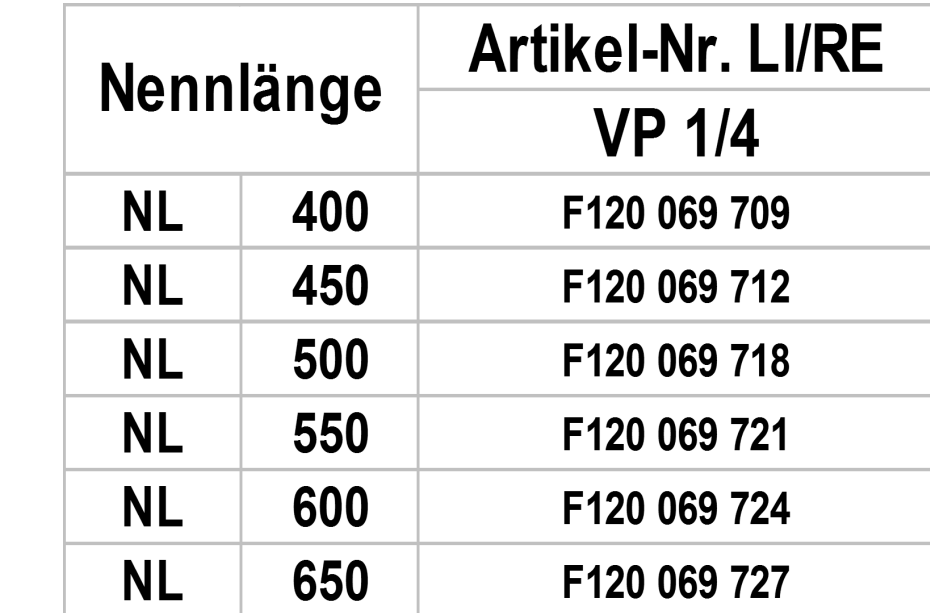 Nennlänge Artikel-Nr. LI/RE
VP 1/4
NL 400 F120 069 709
NL 450 F120 069 712
NL 500 F120 069 718
NL 550 F120 069 721
NL 600 F120 069 724
NL 650 F120 069 727